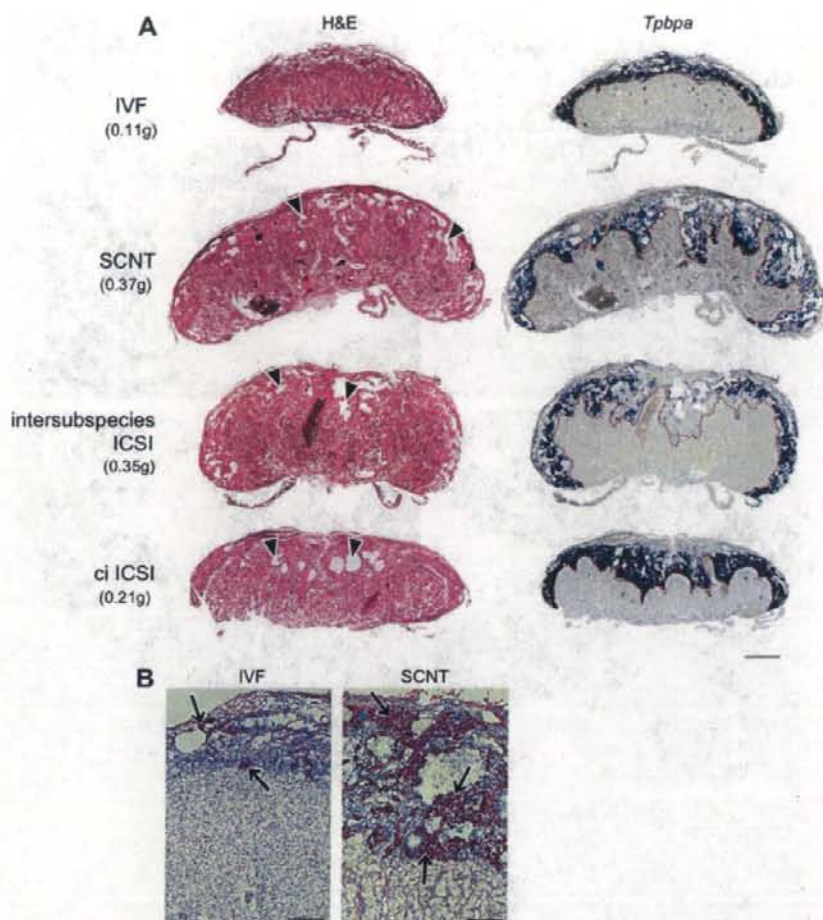 A
H&E
Tpbpa
IVF
(0.11g)
SCNT
(0.37g)
intersubspecies
ICSI
(0.35g)
ci ICSI
(0.21g)
B
IVF
SCNT